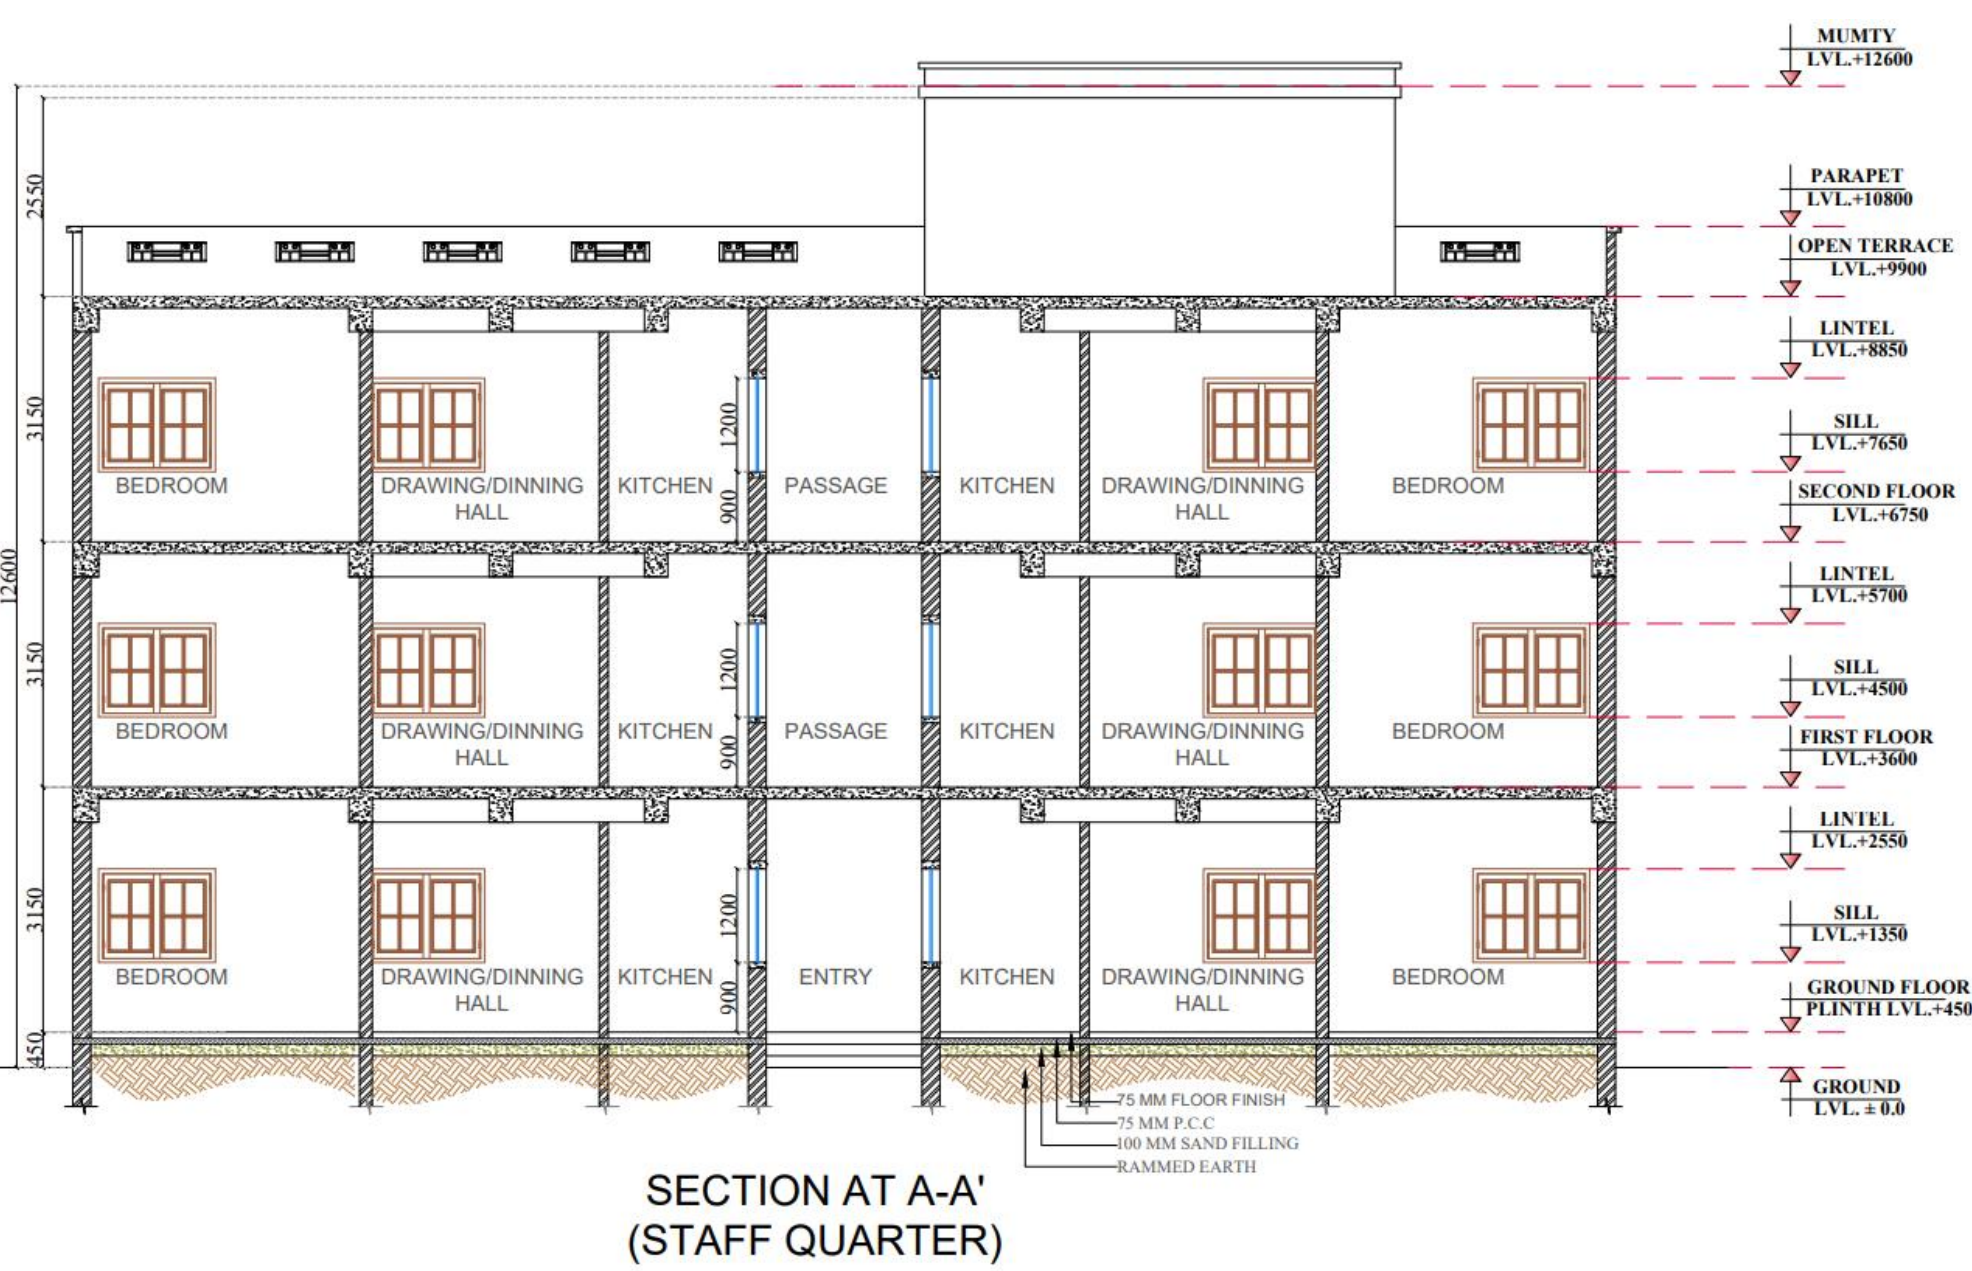 MUMTY
LVL.+12600
2550
PARAPET
LVL.+10800
OPEN TERRACE
LVL.+9900
LINTEL
LVL.+8850
3150
1200
SILL
LVL.+7650
BEDROOM
DRAWING/DINNING
HALL
KITCHEN
900
PASSAGE
KITCHEN
DRAWING/DINNING
HALL
BEDROOM
SECOND FLOOR
LVL.+6750
12600
LINTEL
LVL.+5700
3150
1200
SILL
LVL.+4500
BEDROOM
DRAWING/DINNING
HALL
KITCHEN
900
PASSAGE
KITCHEN
DRAWING/DINNING
HALL
BEDROOM
FIRST FLOOR
LVL.+3600
LINTEL
LVL.+2550
3150
1200
SILL
LVL.+1350
BEDROOM
DRAWING/DINNING
HALL
KITCHEN
900
ENTRY
KITCHEN
DRAWING/DINNING
HALL
BEDROOM
GROUND FLOOR
PLINTH LVL.+450
450
GROUND
LVL. ± 0.0
75 MM FLOOR FINISH
75 MM P.C.C
100 MM SAND FILLING
RAMMED EARTH
SECTION AT A-A'
(STAFF QUARTER)